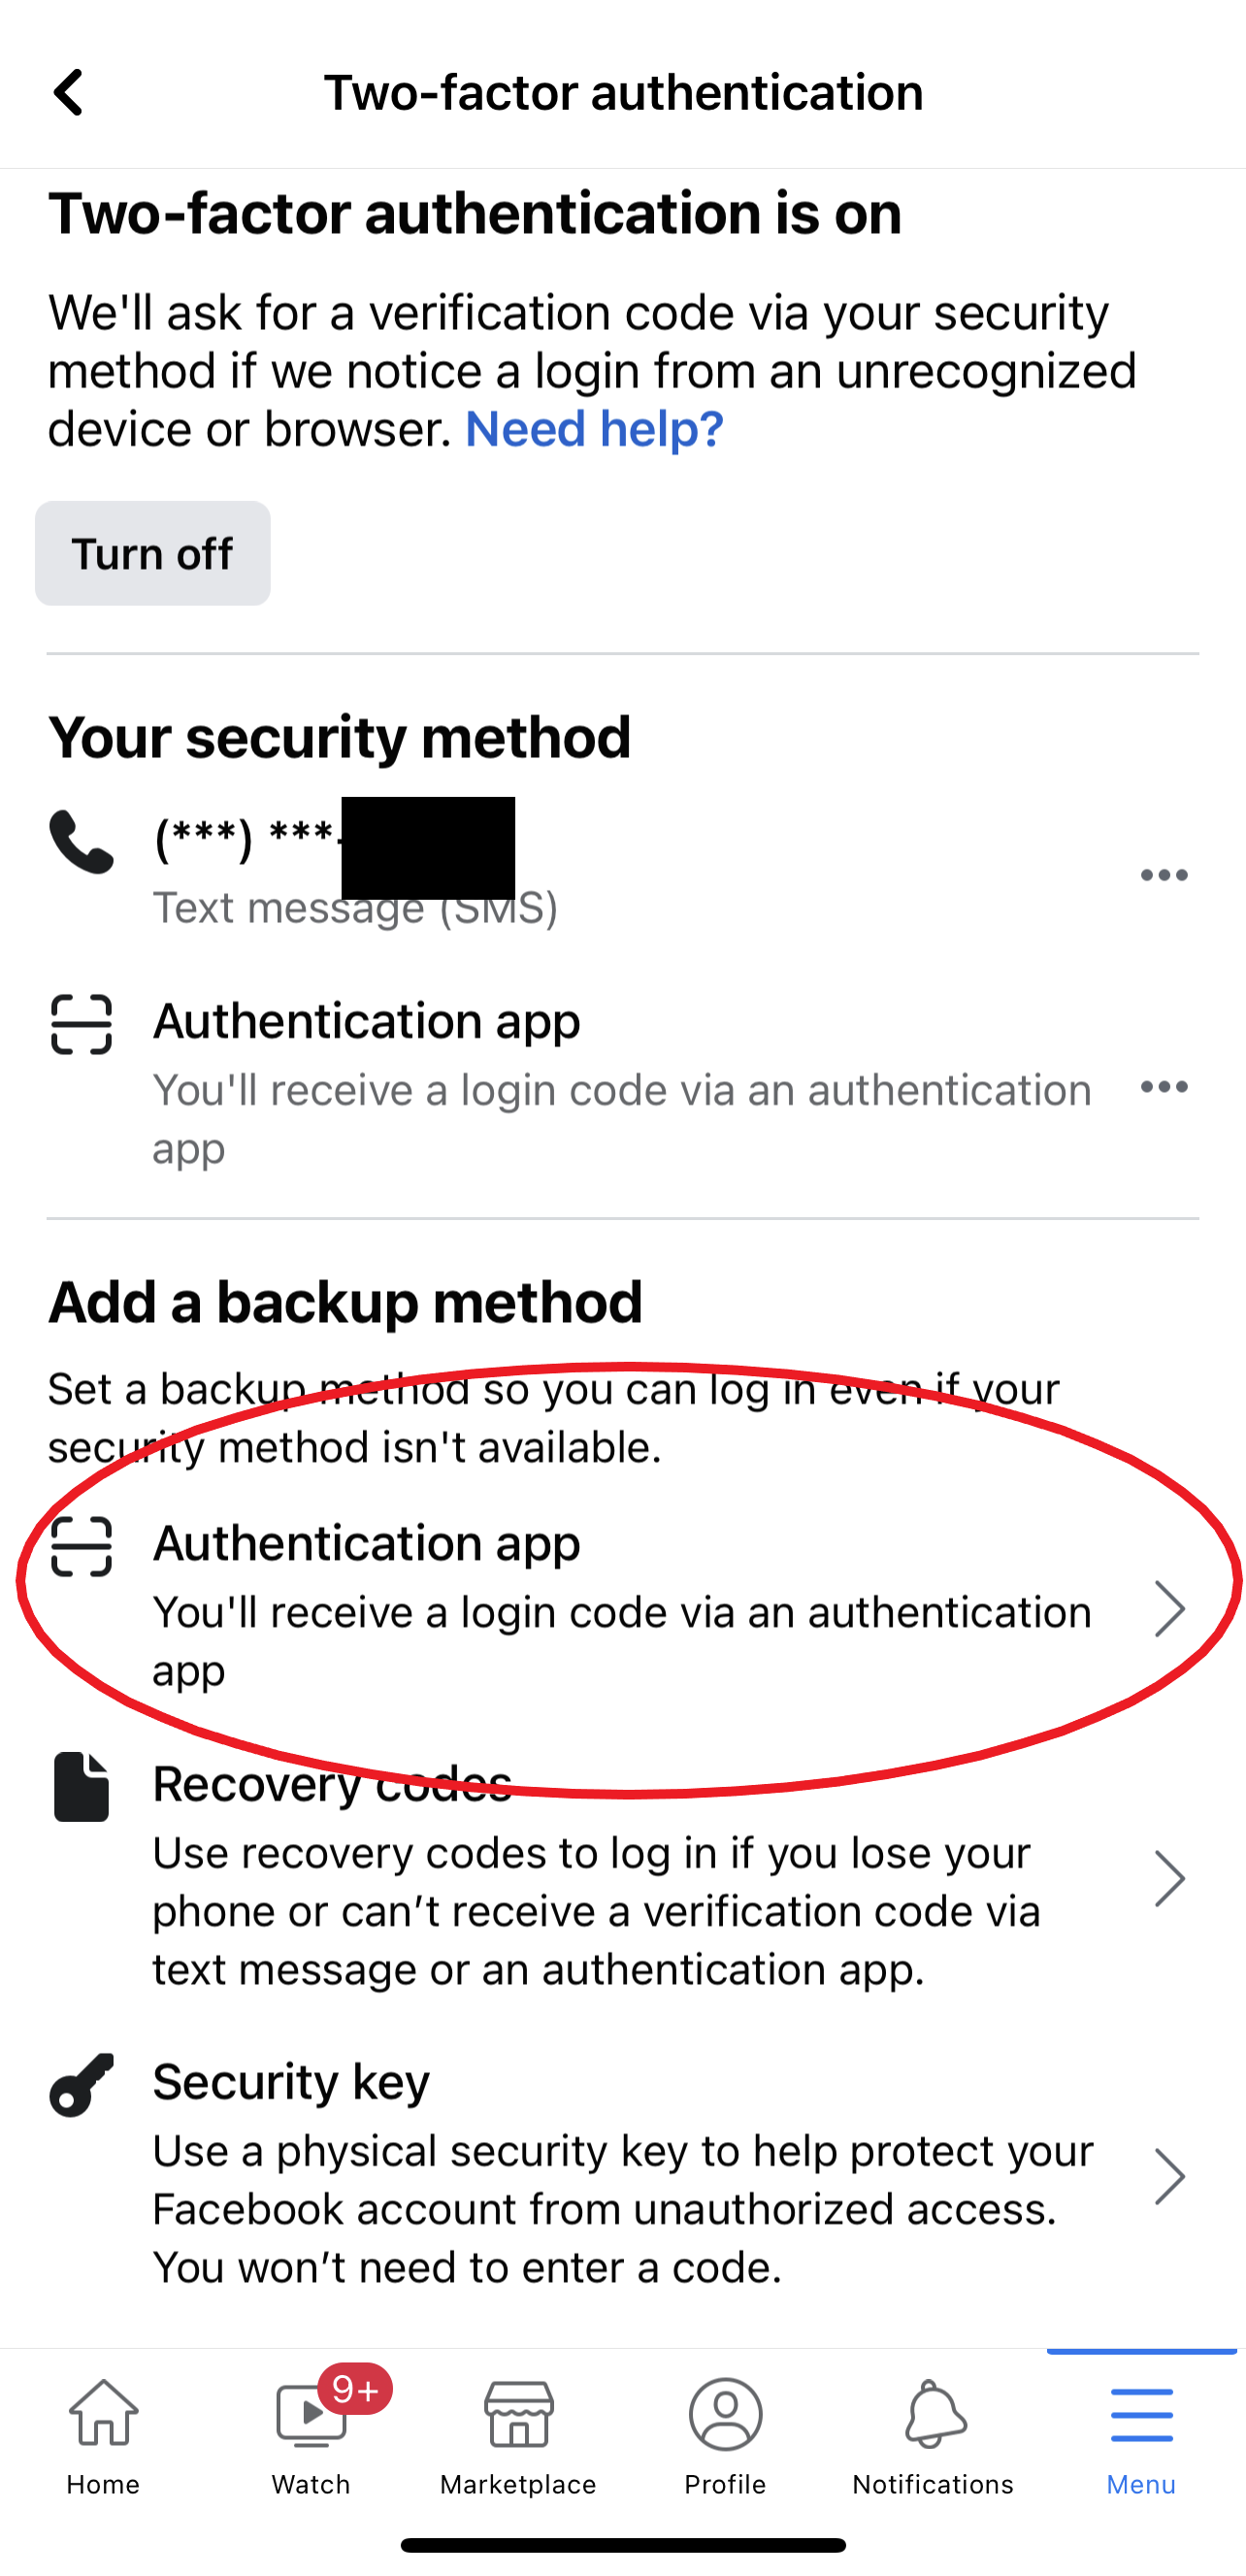 Two-factor authentication
Two-factor authentication is on
We'll ask for a verification code via your security
method if we notice a login from an unrecognized
device or browser. Need help?
Turn off
Your security method
(***) ***-
Text message (SMS)
Authentication app
You'll receive a login code via an authentication
app
Add a backup method
Set a backup method so you can log in even if your
security method isn't available.
Authentication app
You'll receive a login code via an authentication
app
Recovery codes
Use recovery codes to log in if you lose your
phone or can’t receive a verification code via
text message or an authentication app.
Security key
Use a physical security key to help protect your
Facebook account from unauthorized access.
You won’t need to enter a code.
9+
Home Watch Marketplace Profile Notifications Menu